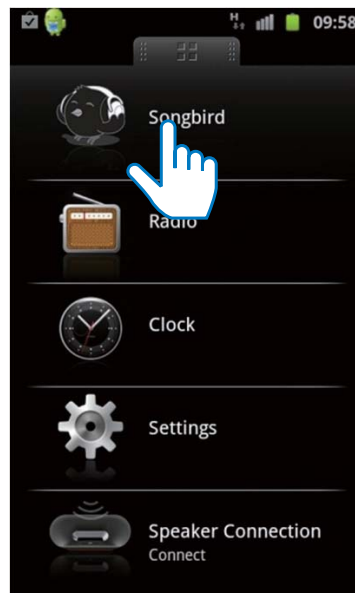 H
09:58
Songbird
Radio
Clock
Settings
Speaker Connection
Connect